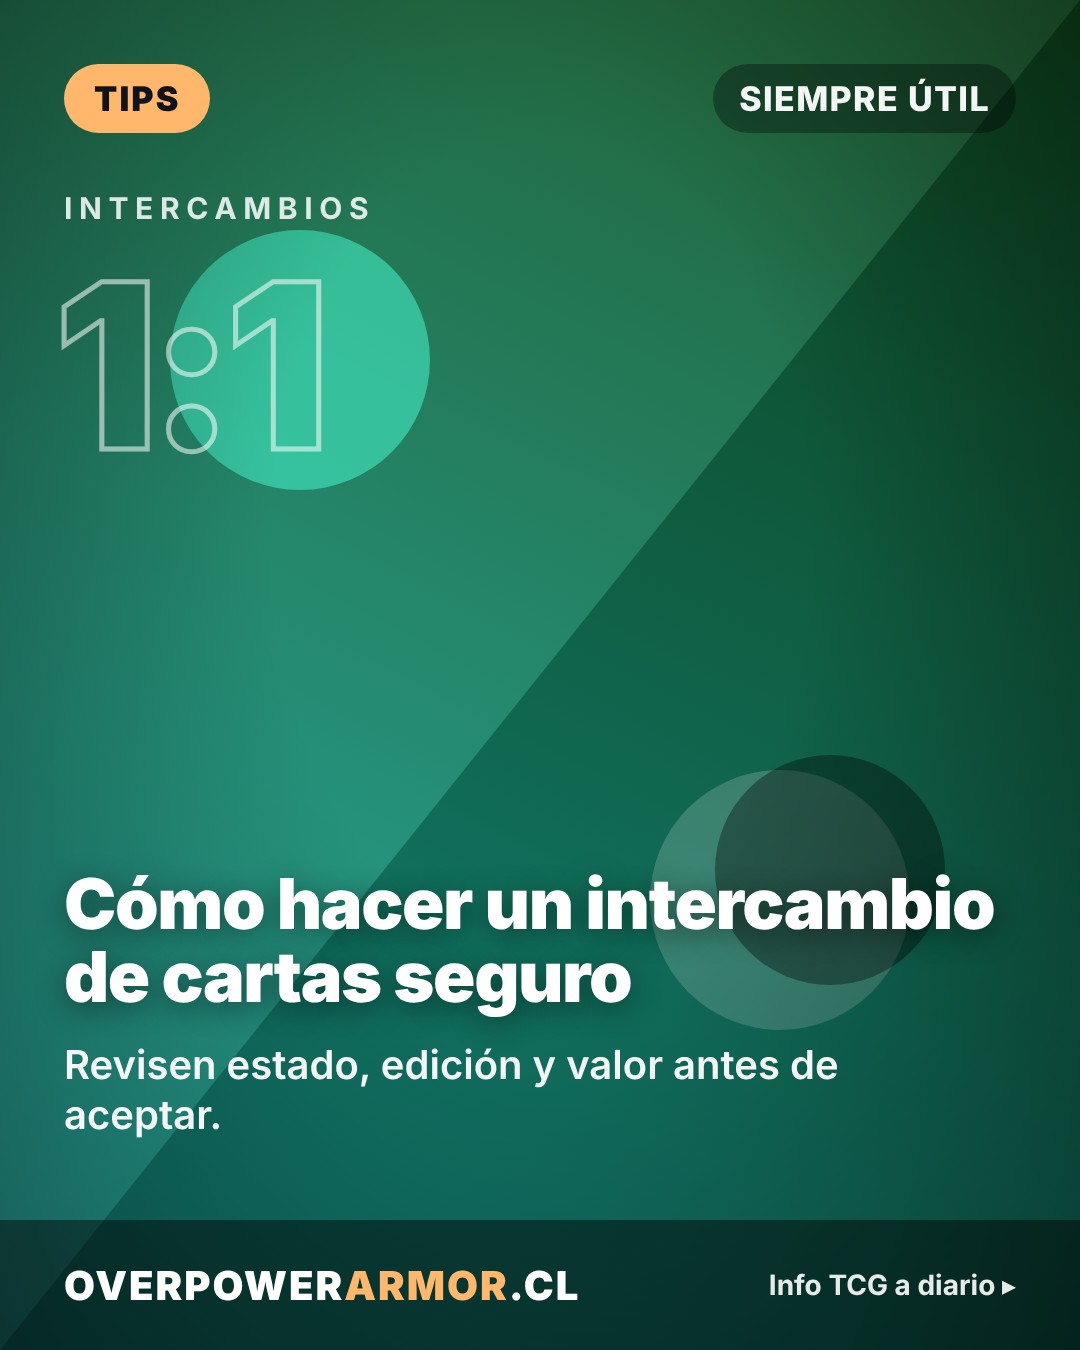 TIPS
SIEMPRE ÚTIL
INTERCAMBIOS
1:1
Cómo hacer un intercambio
de cartas seguro
Revisen estado, edición y valor antes de
aceptar.
OVERPOWERARMOR.CL
Info TCG a diario ▸